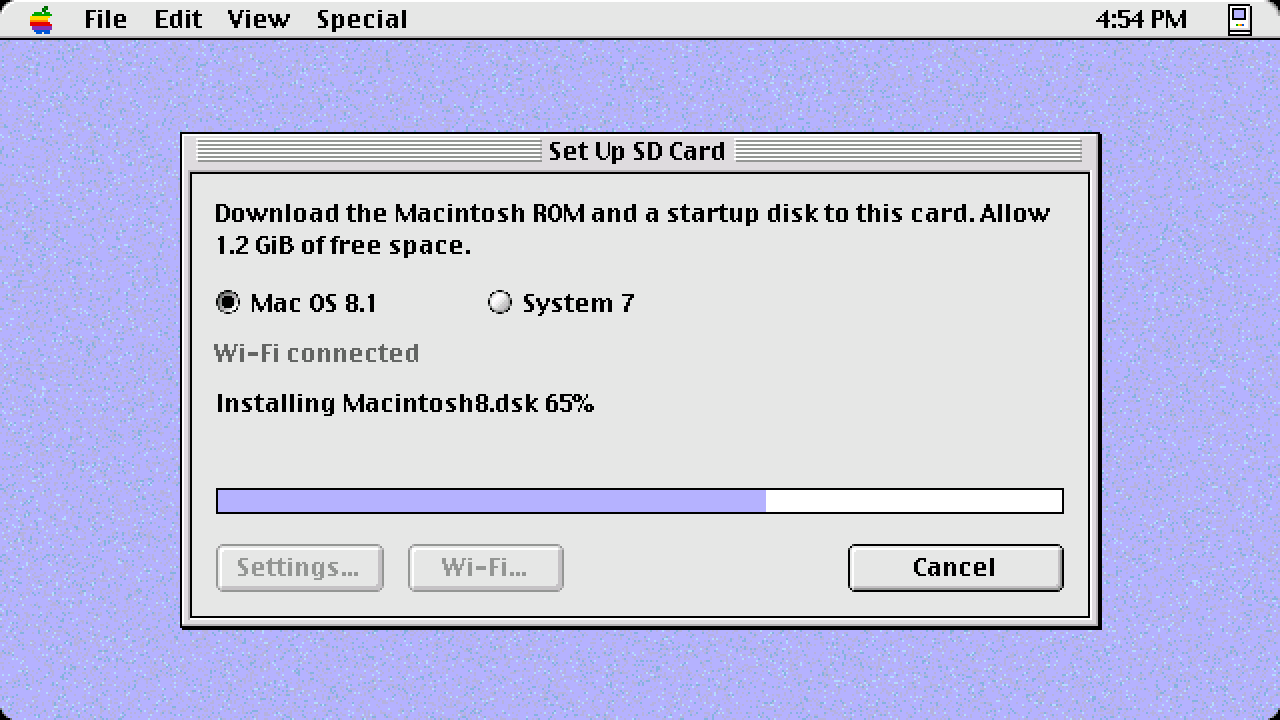 File Edit View Special 4:54 PM
Set Up SD Card
Download the Macintosh ROM and a startup disk to this card. Allow
1.2 GiB of free space.
Mac OS 8.1 System 7
Wi-Fi connected
Installing Macintosh8.dsk 65%
Settings... Wi-Fi... Cancel